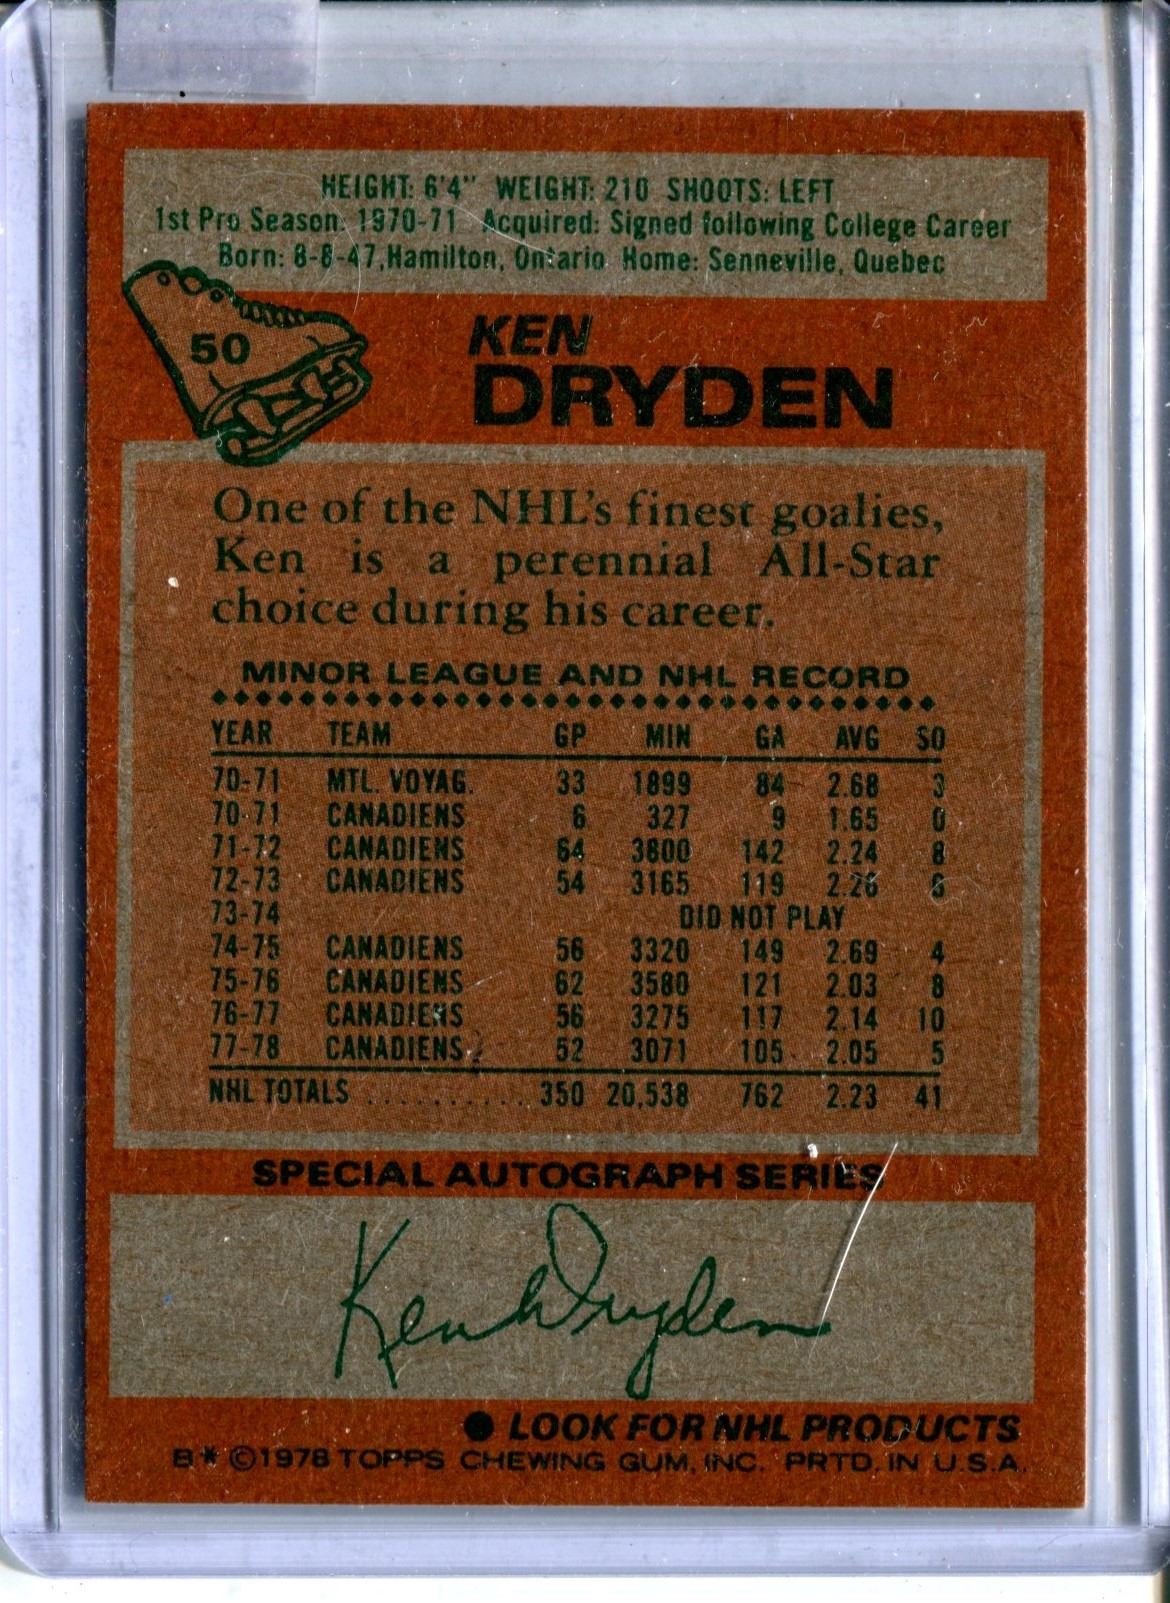 HEIGHT: 6'4" WEIGHT: 210 SHOOTS: LEFT
1st Pro Season: 1970-71 Acquired: Signed following College Career
Born: 8-8-47, Hamilton, Ontario Home: Senneville, Quebec
50
KEN
DRYDEN
One of the NHL's finest goalies,
Ken is a perennial All-Star
choice during his career.
MINOR LEAGUE AND NHL RECORD
YEAR TEAM GP MIN GA AVG SO
70-71 MTL. VOYAG. 33 1899 84 2.68 3
70-71 CANADIENS 6 327 9 1.65 0
71-72 CANADIENS 64 3800 142 2.24 8
72-73 CANADIENS 54 3165 119 2.26 6
73-74 DID NOT PLAY
74-75 CANADIENS 56 3320 149 2.69 4
75-76 CANADIENS 62 3580 121 2.03 8
76-77 CANADIENS 56 3275 117 2.14 10
77-78 CANADIENS 52 3071 105 2.05 5
NHL TOTALS ........... 350 20,538 762 2.23 41
SPECIAL AUTOGRAPH SERIES
Ken Dryden
● LOOK FOR NHL PRODUCTS
B* ©1978 TOPPS CHEWING GUM, INC. PRTD. IN U.S.A.